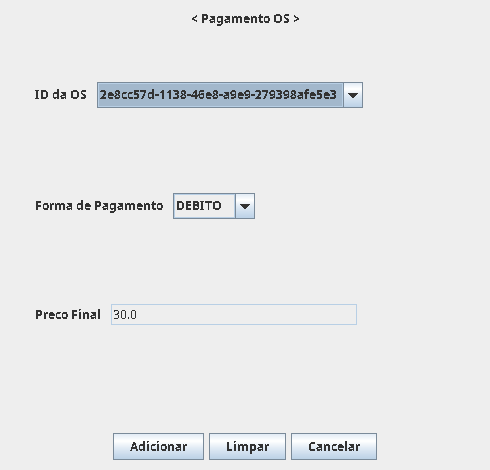 < Pagamento OS >
ID da OS 2e8cc57d-1138-46e8-a9e9-279398afe5e3
Forma de Pagamento DEBITO
Preco Final 30.0
Adicionar Limpar Cancelar